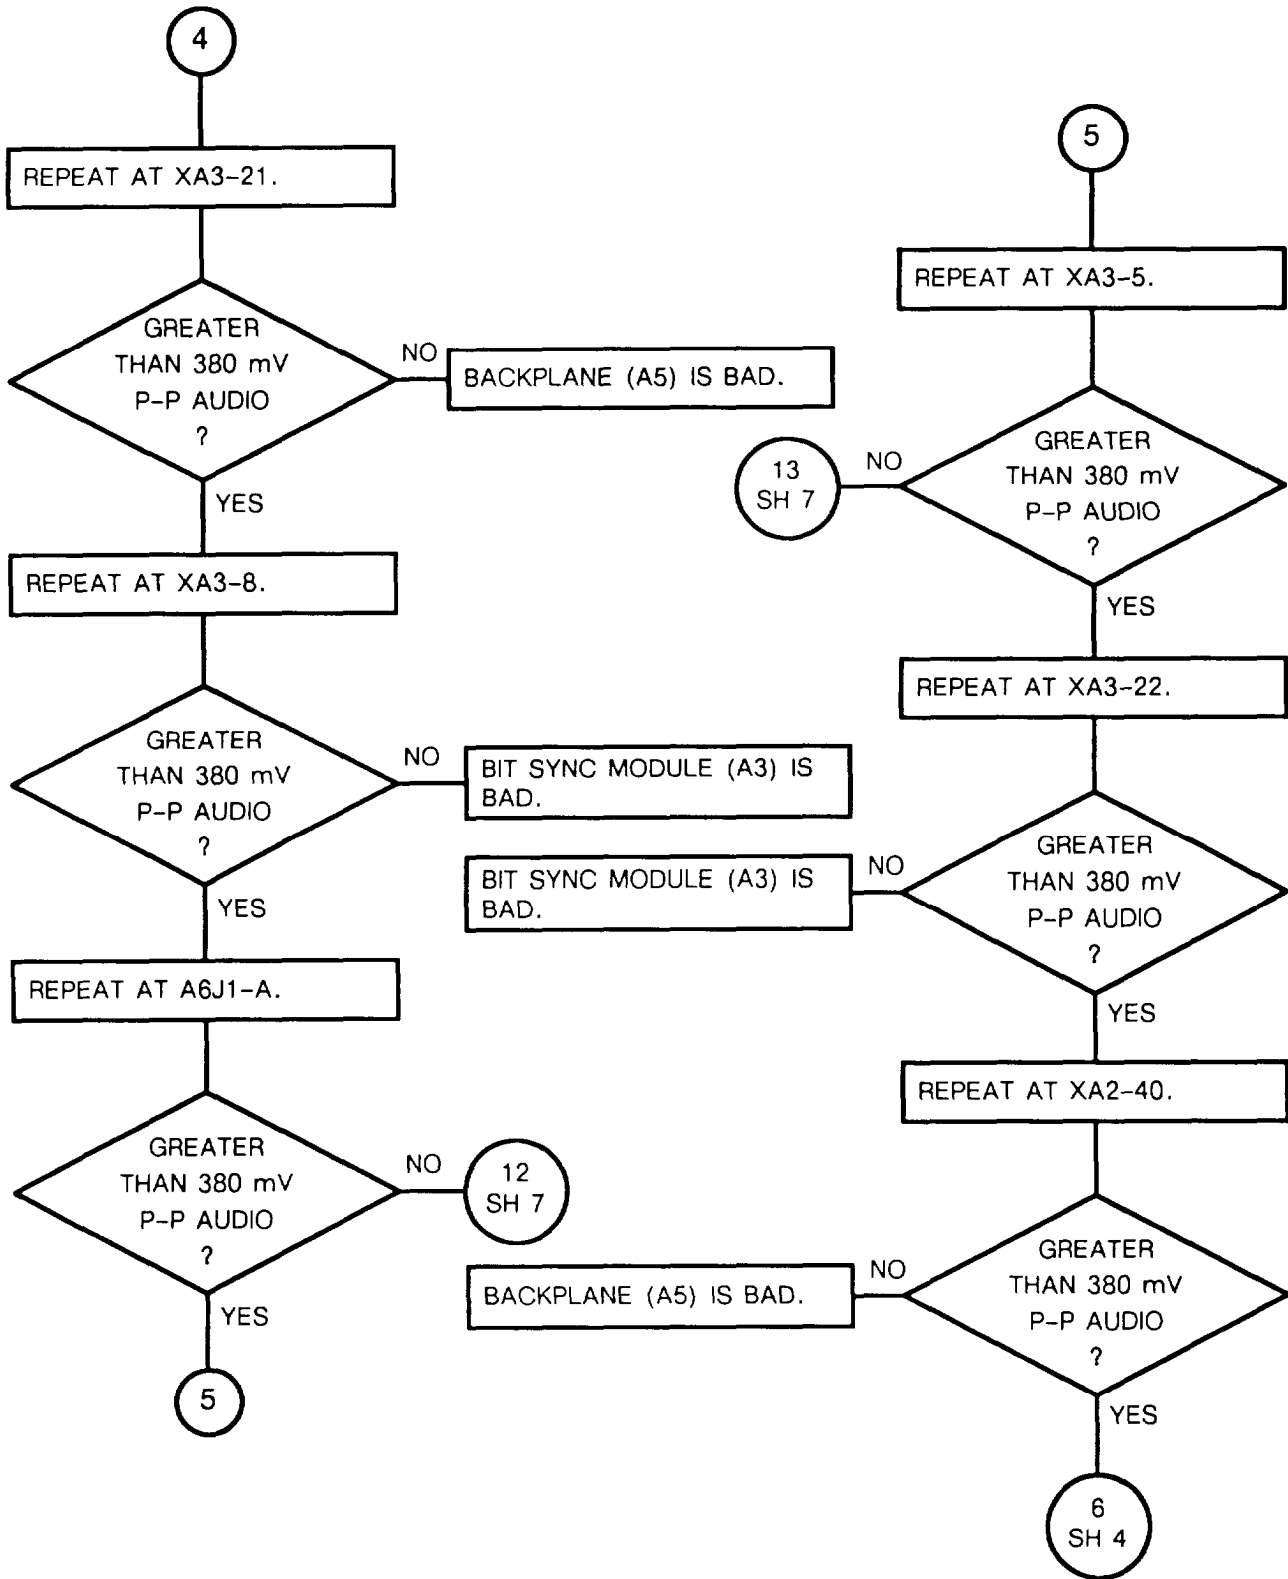 4
REPEAT AT XA3-21.
GREATER
THAN 380 mV
P-P AUDIO
?
NO
BACKPLANE (A5) IS BAD.
YES
REPEAT AT XA3-8.
GREATER
THAN 380 mV
P-P AUDIO
?
NO
BIT SYNC MODULE (A3) IS
BAD.
YES
REPEAT AT A6J1-A.
GREATER
THAN 380 mV
P-P AUDIO
?
NO
12
SH 7
YES
5
5
REPEAT AT XA3-5.
GREATER
THAN 380 mV
P-P AUDIO
?
NO
13
SH 7
YES
REPEAT AT XA3-22.
GREATER
THAN 380 mV
P-P AUDIO
?
NO
BIT SYNC MODULE (A3) IS
BAD.
YES
REPEAT AT XA2-40.
GREATER
THAN 380 mV
P-P AUDIO
?
NO
BACKPLANE (A5) IS BAD.
YES
6
SH 4